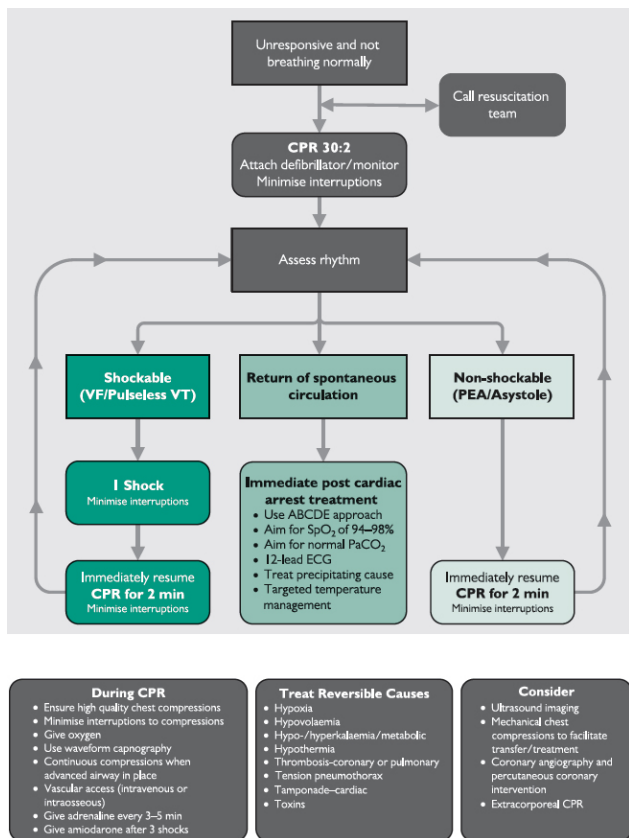 Unresponsive and not
breathing normally
Call resuscitation
team
CPR 30:2
Attach defibrillator/monitor
Minimise interruptions
Assess rhythm
Shockable
(VF/Pulseless VT)
Return of spontaneous
circulation
Non-shockable
(PEA/Asystole)
1 Shock
Minimise interruptions
Immediate post cardiac
arrest treatment
• Use ABCDE approach
• Aim for SpO₂ of 94–98%
• Aim for normal PaCO₂
• 12-lead ECG
• Treat precipitating cause
• Targeted temperature
management
Immediately resume
CPR for 2 min
Minimise interruptions
Immediately resume
CPR for 2 min
Minimise interruptions
During CPR
• Ensure high quality chest compressions
• Minimise interruptions to compressions
• Give oxygen
• Use waveform capnography
• Continuous compressions when
advanced airway in place
• Vascular access (intravenous or
intraosseous)
• Give adrenaline every 3–5 min
• Give amiodarone after 3 shocks
Treat Reversible Causes
• Hypoxia
• Hypovolaemia
• Hypo-/hyperkalaemia/metabolic
• Hypothermia
• Thrombosis-coronary or pulmonary
• Tension pneumothorax
• Tamponade–cardiac
• Toxins
Consider
• Ultrasound imaging
• Mechanical chest
compressions to facilitate
transfer/treatment
• Coronary angiography and
percutaneous coronary
intervention
• Extracorporeal CPR